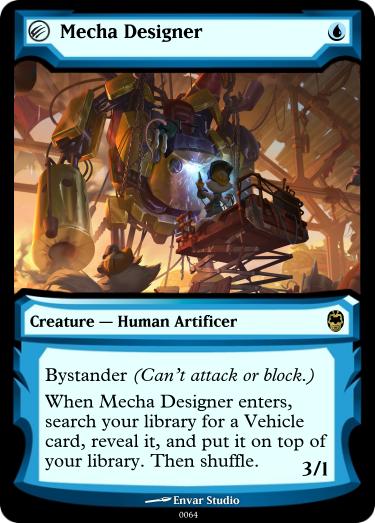 Mecha Designer
Creature — Human Artificer
Bystander (Can't attack or block.)
When Mecha Designer enters,
search your library for a Vehicle
card, reveal it, and put it on top of
your library. Then shuffle.
3/1
Envar Studio
0064